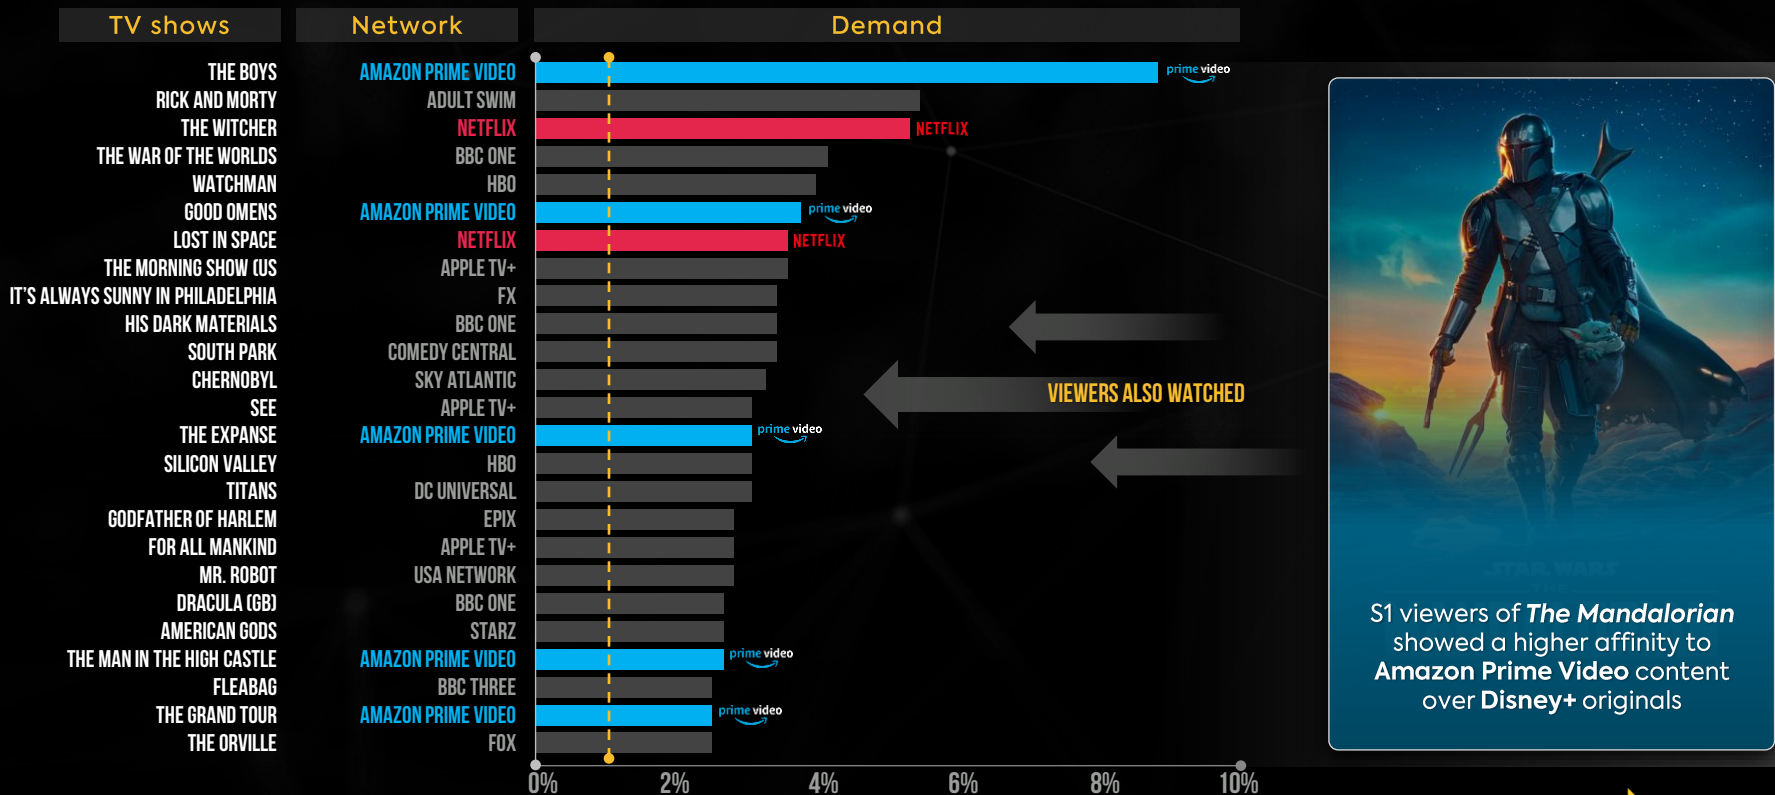 TV shows Network Demand
THE BOYS AMAZON PRIME VIDEO prime video
RICK AND MORTY ADULT SWIM
THE WITCHER NETFLIX NETFLIX
THE WAR OF THE WORLDS BBC ONE
WATCHMAN HBO
GOOD OMENS AMAZON PRIME VIDEO prime video
LOST IN SPACE NETFLIX NETFLIX
THE MORNING SHOW (US APPLE TV+
IT'S ALWAYS SUNNY IN PHILADELPHIA FX
HIS DARK MATERIALS BBC ONE
SOUTH PARK COMEDY CENTRAL
CHERNOBYL SKY ATLANTIC
VIEWERS ALSO WATCHED
SEE APPLE TV+
THE EXPANSE AMAZON PRIME VIDEO prime video
SILICON VALLEY HBO
TITANS DC UNIVERSAL
GODFATHER OF HARLEM EPIX
FOR ALL MANKIND APPLE TV+
MR. ROBOT USA NETWORK
DRACULA (GB) BBC ONE
AMERICAN GODS STARZ
THE MAN IN THE HIGH CASTLE AMAZON PRIME VIDEO prime video
FLEABAG BBC THREE
THE GRAND TOUR AMAZON PRIME VIDEO prime video
THE ORVILLE FOX
0% 2% 4% 6% 8% 10%
STAR WARS
S1 viewers of The Mandalorian
showed a higher affinity to
Amazon Prime Video content
over Disney+ originals